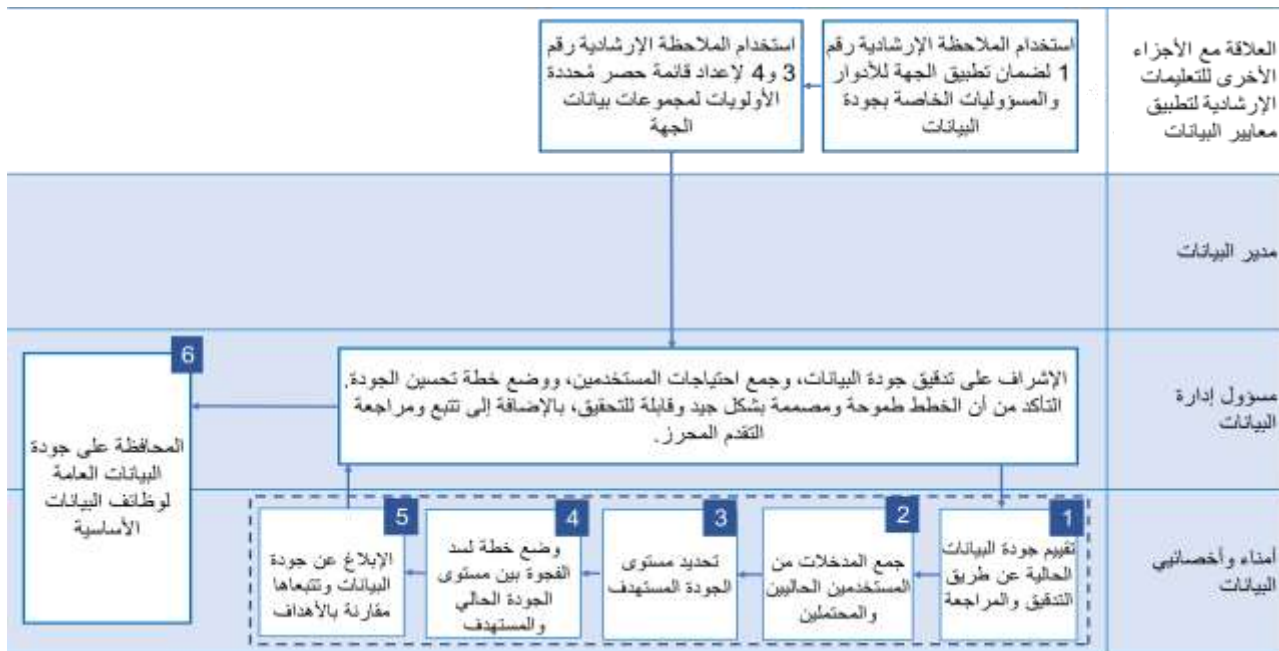 العلاقة مع الأجزاء
الأخرى للتعليمات
الإرشادية لتطبيق
معايير البيانات
استخدام الملاحظة الإرشادية رقم
1 لضمان تطبيق الجهة للأدوار
والمسؤوليات الخاصة بجودة
البيانات
استخدام الملاحظة الإرشادية رقم
3 و4 لإعداد قائمة حصر مُحددة
الأولويات لمجموعات بيانات
الجهة
مدير البيانات
مسؤول إدارة
البيانات
الإشراف على تدقيق جودة البيانات، وجمع احتياجات المستخدمين، ووضع خطة تحسين الجودة.
التأكد من أن الخطط طموحة ومصممة بشكل جيد وقابلة للتحقيق، بالإضافة إلى تتبع ومراجعة
التقدم المحرز.
6
المحافظة على جودة
البيانات العامة
لوظائف البيانات
الأساسية
أمناء وأخصائيي
البيانات
1
تقييم جودة البيانات
الحالية عن طريق
التدقيق والمراجعة
2
جمع المدخلات من
المستخدمين الحاليين
والمحتملين
3
تحديد مستوى
الجودة المستهدف
4
وضع خطة لسد
الفجوة بين مستوى
الجودة الحالي
والمستهدف
5
الإبلاغ عن جودة
البيانات وتتبعها
مقارنة بالأهداف